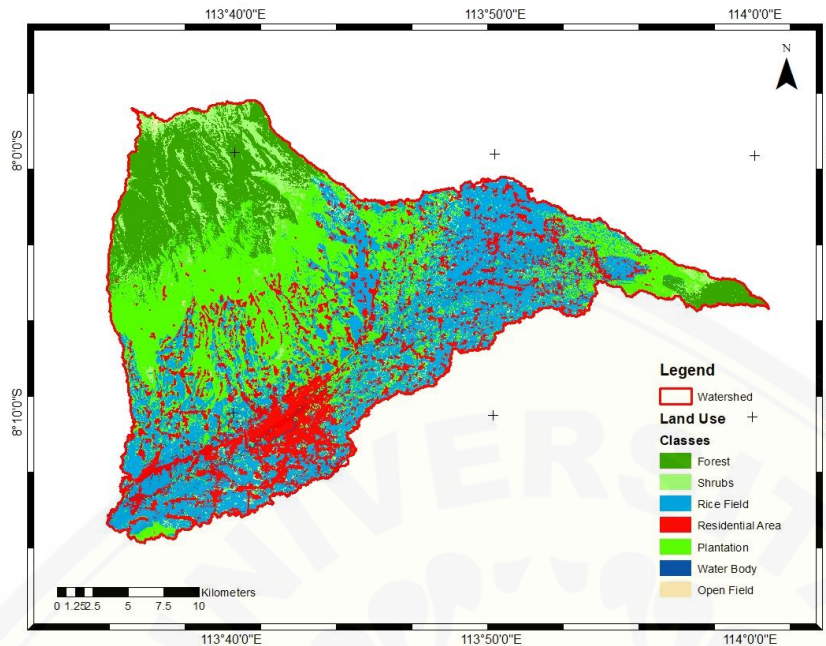 113°40'0"E 113°50'0"E 114°0'0"E
N
8°0'0"S
8°10'0"S
Legend
Watershed
Land Use
Classes
Forest
Shrubs
Rice Field
Residential Area
Plantation
Water Body
Open Field
Kilometers
0 1.252.5 5 7.5 10
113°40'0"E 113°50'0"E 114°0'0"E
UNIVERSIT